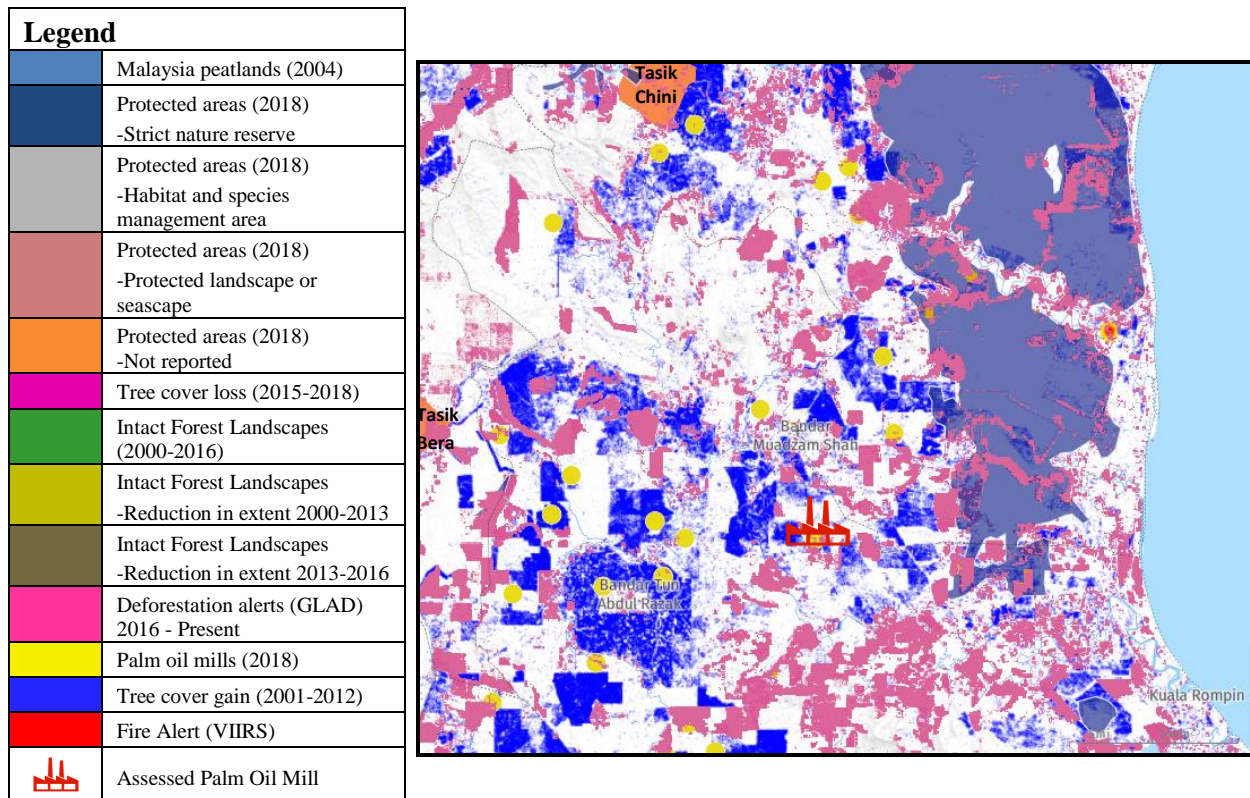 Legend
Malaysia peatlands (2004)
Protected areas (2018)
-Strict nature reserve
Protected areas (2018)
-Habitat and species
management area
Protected areas (2018)
-Protected landscape or
seascape
Protected areas (2018)
-Not reported
Tree cover loss (2015-2018)
Intact Forest Landscapes
(2000-2016)
Intact Forest Landscapes
-Reduction in extent 2000-2013
Intact Forest Landscapes
-Reduction in extent 2013-2016
Deforestation alerts (GLAD)
2016 - Present
Palm oil mills (2018)
Tree cover gain (2001-2012)
Fire Alert (VIIRS)
Assessed Palm Oil Mill
Tasik
Chini
Tasik
Bera
Bandar
Muadzam Shah
Bandar Tun
Abdul Razak
Kuala Rompin